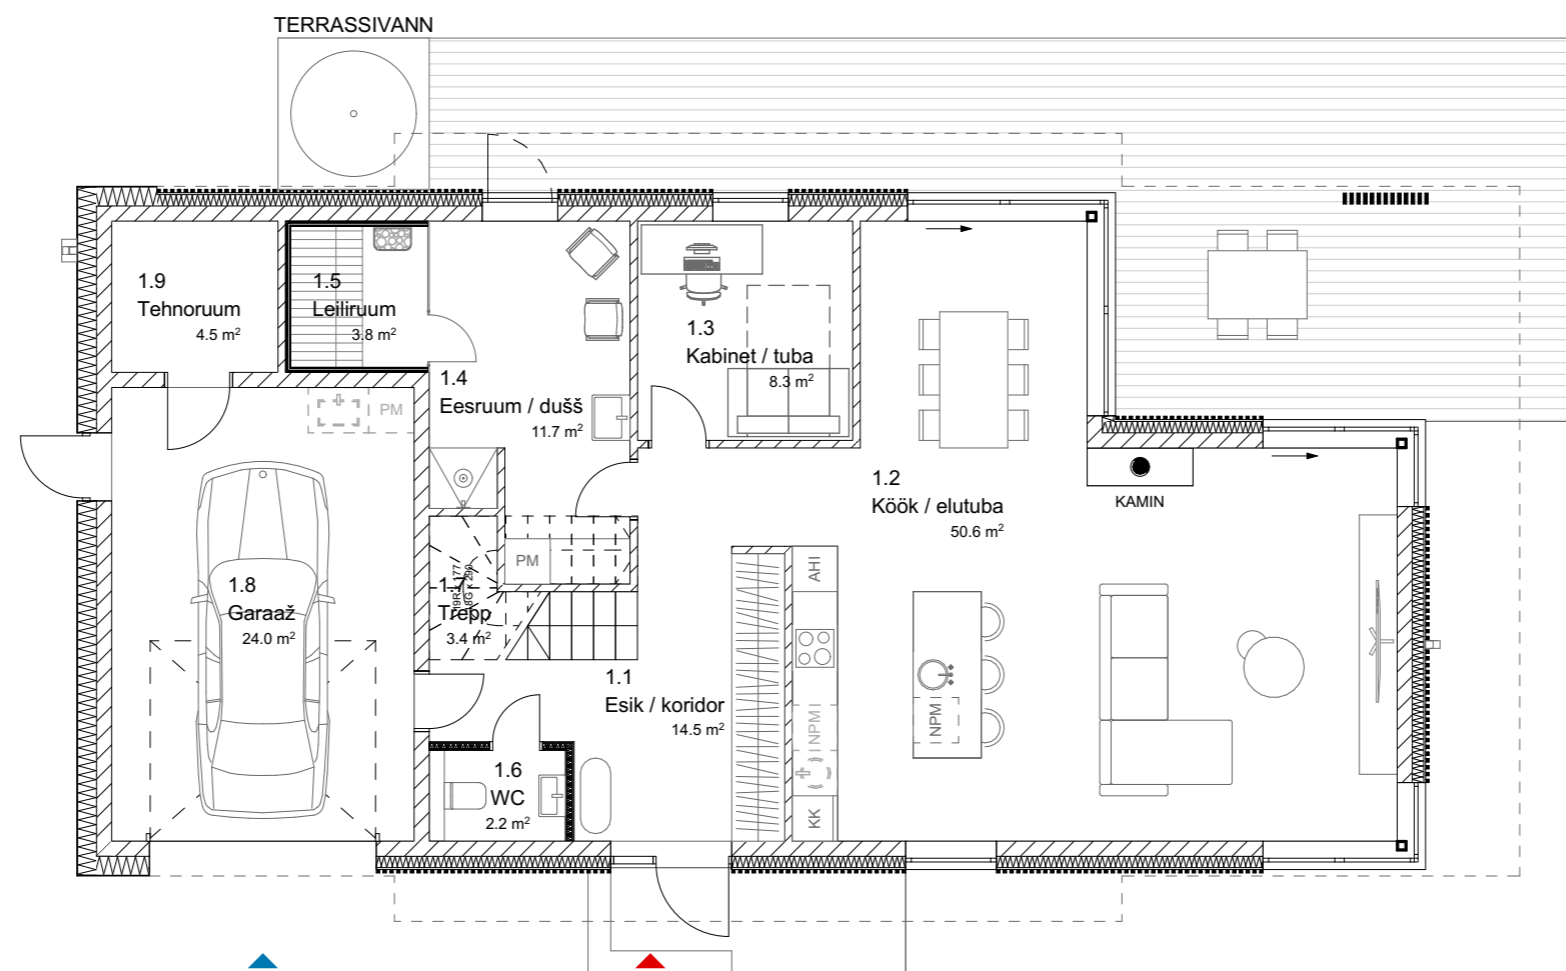 TERRASSIVANN
1.9
Tehnoruum
4.5 m²
1.5
Leiliruum
3.8 m²
1.3
Kabinet / tuba
8.3 m²
1.4
Eesruum / dušš
11.7 m²
PM
1.2
Köök / elutuba
50.6 m²
KAMIN
PM
AHI
1.8
Garaaž
24.0 m²
1.7
Trepp
3.4 m²
1.1
Esik / koridor
14.5 m²
NPM
NPM
1.6
WC
2.2 m²
KK